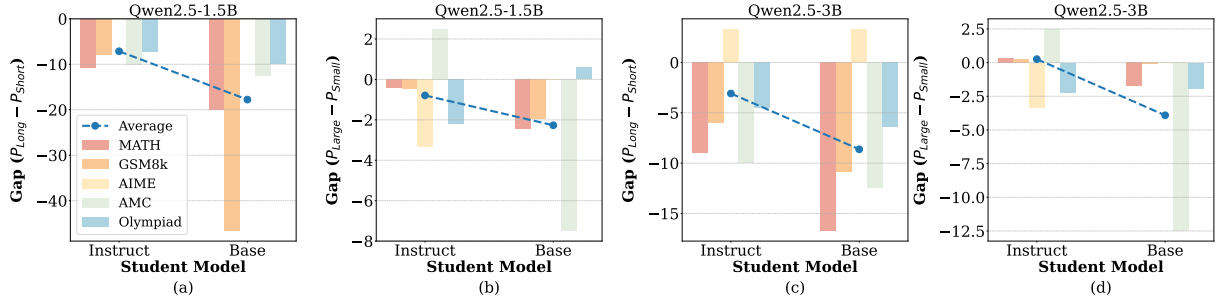 Qwen2.5-1.5B
Gap (P_Long − P_Short)
0
−10
−20
−30
−40
Average
MATH
GSM8k
AIME
AMC
Olympiad
Instruct
Base
Student Model
(a)
Qwen2.5-1.5B
Gap (P_Large − P_Small)
2
0
−2
−4
−6
−8
Instruct
Base
Student Model
(b)
Qwen2.5-3B
Gap (P_Long − P_Short)
0
−5
−10
−15
Instruct
Base
Student Model
(c)
Qwen2.5-3B
Gap (P_Large − P_Small)
2.5
0.0
−2.5
−5.0
−7.5
−10.0
−12.5
Instruct
Base
Student Model
(d)